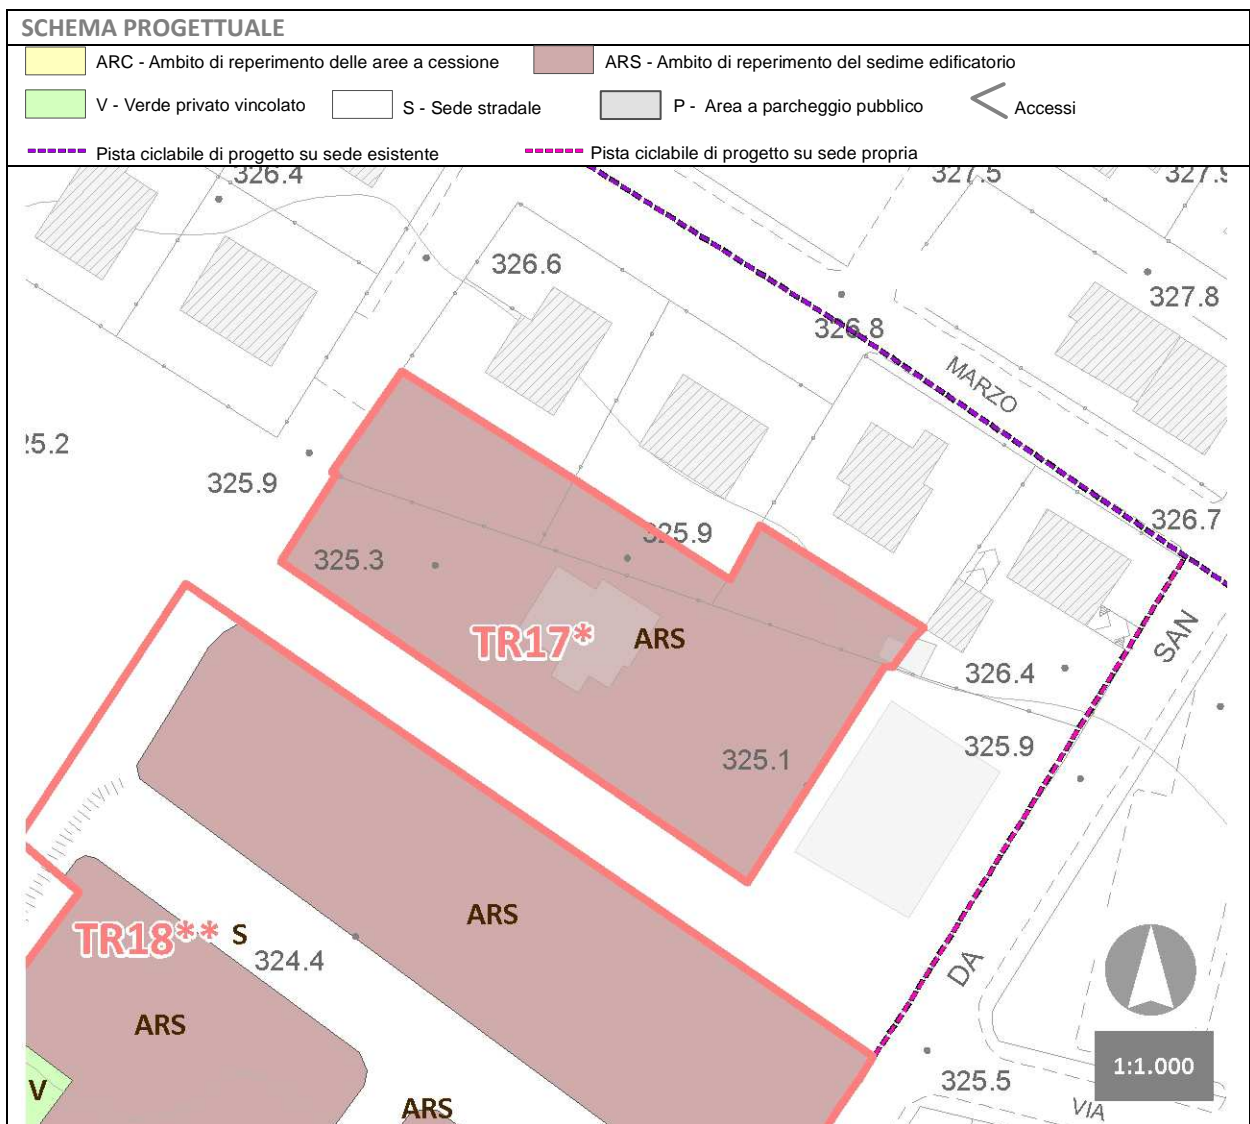 SCHEMA PROGETTUALE
ARC - Ambito di reperimento delle aree a cessione
ARS - Ambito di reperimento del sedime edificatorio
V - Verde privato vincolato
S - Sede stradale
P - Area a parcheggio pubblico
Accessi
Pista ciclabile di progetto su sede esistente
Pista ciclabile di progetto su sede propria
326.4
327.5
326.6
327.8
326.8
MARZO
25.2
325.9
326.7
325.9
325.3
TR17*
ARS
SAN
326.4
325.9
325.1
ARS
TR18**
S
324.4
DA
ARS
1:1.000
325.5
V
ARS
VIA